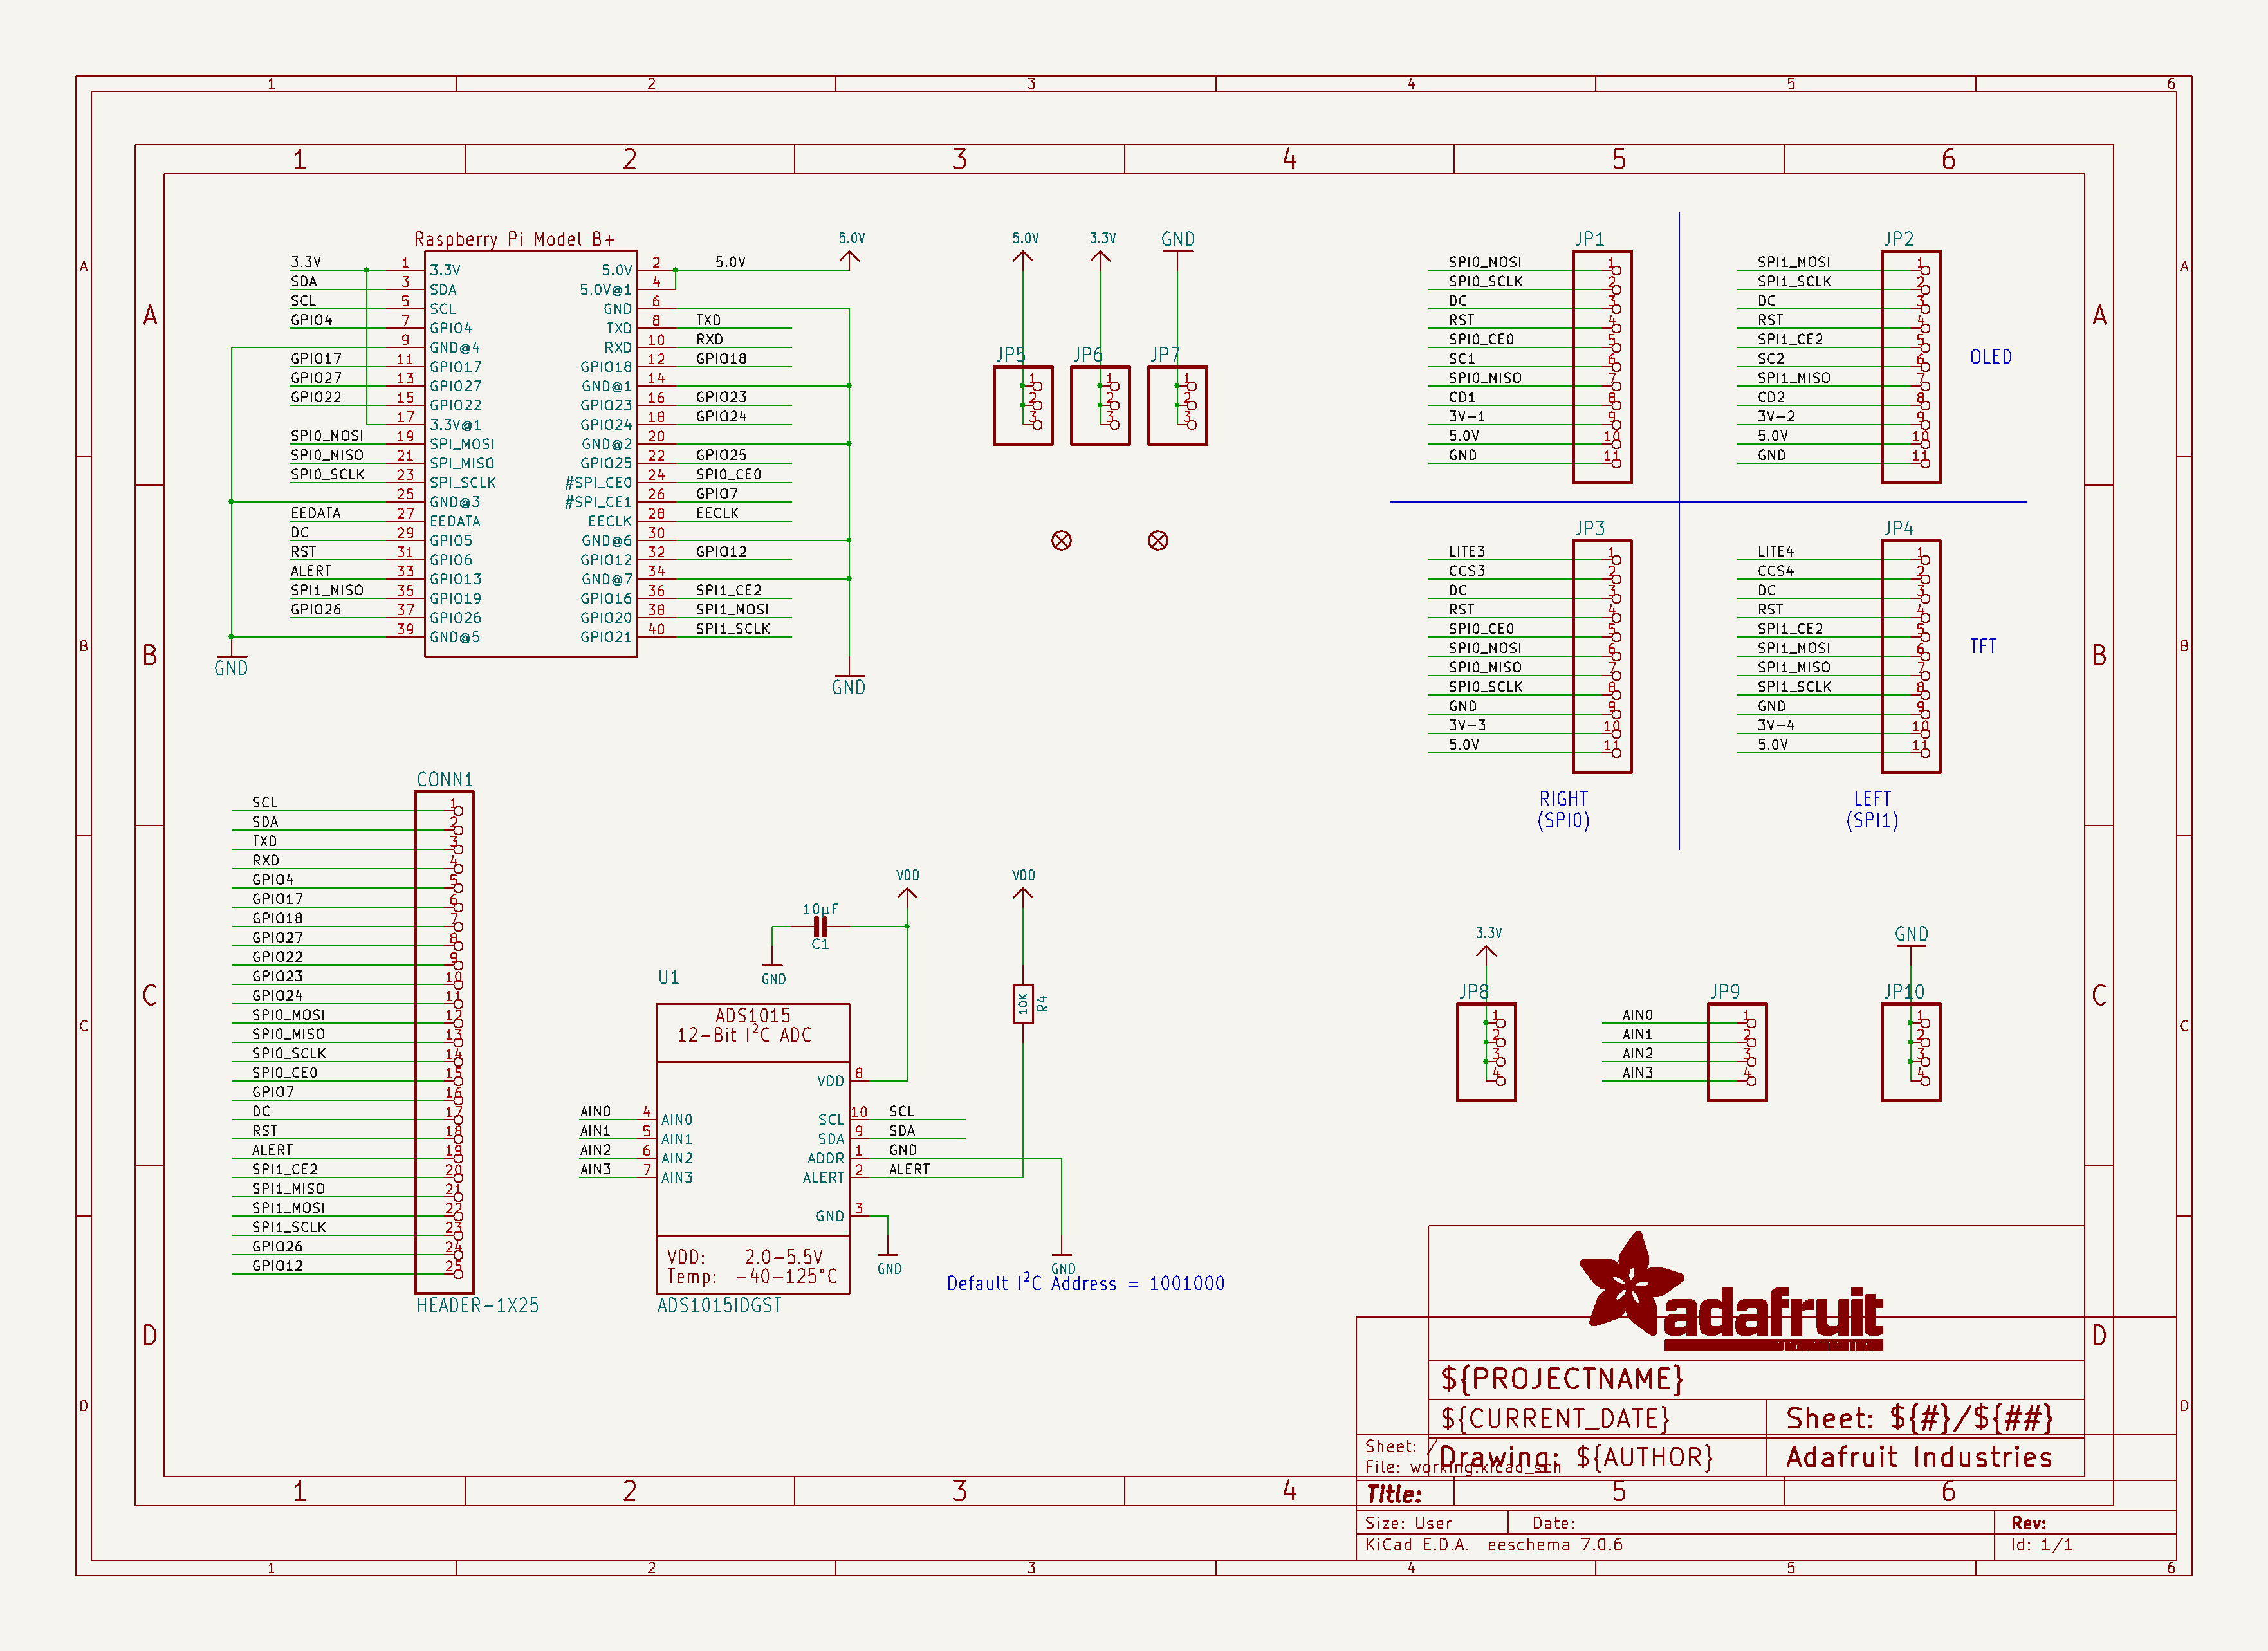 1 2 3 4 5 6
1 2 3 4 5 6
A
B
C
D
A
B
C
D
Raspberry Pi Model B+
3.3V 1 3.3V
SDA 3 SDA
SCL 5 SCL
GPIO4 7 GPIO4
9 GND@4
GPIO17 11 GPIO17
GPIO27 13 GPIO27
GPIO22 15 GPIO22
17 3.3V@1
SPI0_MOSI 19 SPI_MOSI
SPI0_MISO 21 SPI_MISO
SPI0_SCLK 23 SPI_SCLK
25 GND@3
EEDATA 27 EEDATA
DC 29 GPIO5
RST 31 GPIO6
ALERT 33 GPIO13
SPI1_MISO 35 GPIO19
GPIO26 37 GPIO26
39 GND@5
GND
5.0V
5.0V 2 5.0V
5.0V@1 4
GND 6
TXD 8 TXD
RXD 10 RXD
GPIO18 12 GPIO18
GND@1 14
GPIO23 16 GPIO23
GPIO24 18 GPIO24
GND@2 20
GPIO25 22 GPIO25
#SPI_CE0 24 SPI0_CE0
#SPI_CE1 26 GPIO7
EECLK 28 EECLK
GND@6 30
GPIO12 32 GPIO12
GND@7 34
GPIO16 36 SPI1_CE2
GPIO20 38 SPI1_MOSI
GPIO21 40 SPI1_SCLK
GND
5.0V 3.3V GND
JP5 JP6 JP7
1 1 1
2 2 2
3 3 3
JP1
SPI0_MOSI 1
SPI0_SCLK 2
DC 3
RST 4
SPI0_CE0 5
SC1 6
SPI0_MISO 7
CD1 8
3V-1 9
5.0V 10
GND 11
JP2
SPI1_MOSI 1
SPI1_SCLK 2
DC 3
RST 4
SPI1_CE2 5
SC2 6
SPI1_MISO 7
CD2 8
3V-2 9
5.0V 10
GND 11
OLED
JP3
LITE3 1
CCS3 2
DC 3
RST 4
SPI0_CE0 5
SPI0_MOSI 6
SPI0_MISO 7
SPI0_SCLK 8
GND 9
3V-3 10
5.0V 11
JP4
LITE4 1
CCS4 2
DC 3
RST 4
SPI1_CE2 5
SPI1_MOSI 6
SPI1_MISO 7
SPI1_SCLK 8
GND 9
3V-4 10
5.0V 11
TFT
RIGHT
(SPI0)
LEFT
(SPI1)
CONN1
SCL 1
SDA 2
TXD 3
RXD 4
GPIO4 5
GPIO17 6
GPIO18 7
GPIO27 8
GPIO22 9
GPIO23 10
GPIO24 11
SPI0_MOSI 12
SPI0_MISO 13
SPI0_SCLK 14
SPI0_CE0 15
GPIO7 16
DC 17
RST 18
ALERT 19
SPI1_CE2 20
SPI1_MISO 21
SPI1_MOSI 22
SPI1_SCLK 23
GPIO26 24
GPIO12 25
HEADER-1X25
VDD VDD
10µF
C1
GND
10K R4
U1
ADS1015
12-Bit I²C ADC
VDD 8
AIN0 4 AIN0 SCL 10 SCL
AIN1 5 AIN1 SDA 9 SDA
AIN2 6 AIN2 ADDR 1 GND
AIN3 7 AIN3 ALERT 2 ALERT
GND 3
VDD: 2.0-5.5V
Temp: -40-125°C
ADS1015IDGST
GND GND
Default I²C Address = 1001000
3.3V GND
JP8 JP9 JP10
1 AIN0 1 1
2 AIN1 2 2
3 AIN2 3 3
4 AIN3 4 4
adafruit
${PROJECTNAME}
${CURRENT_DATE} Sheet: ${#}/${##}
Drawing: ${AUTHOR} Adafruit Industries
Sheet: /
File: working.kicad_sch
Title:
Size: User Date: Rev:
KiCad E.D.A. eeschema 7.0.6 Id: 1/1
A
B
C
D
A
B
C
D
1 2 3 4 5 6
1 2 3 4 5 6